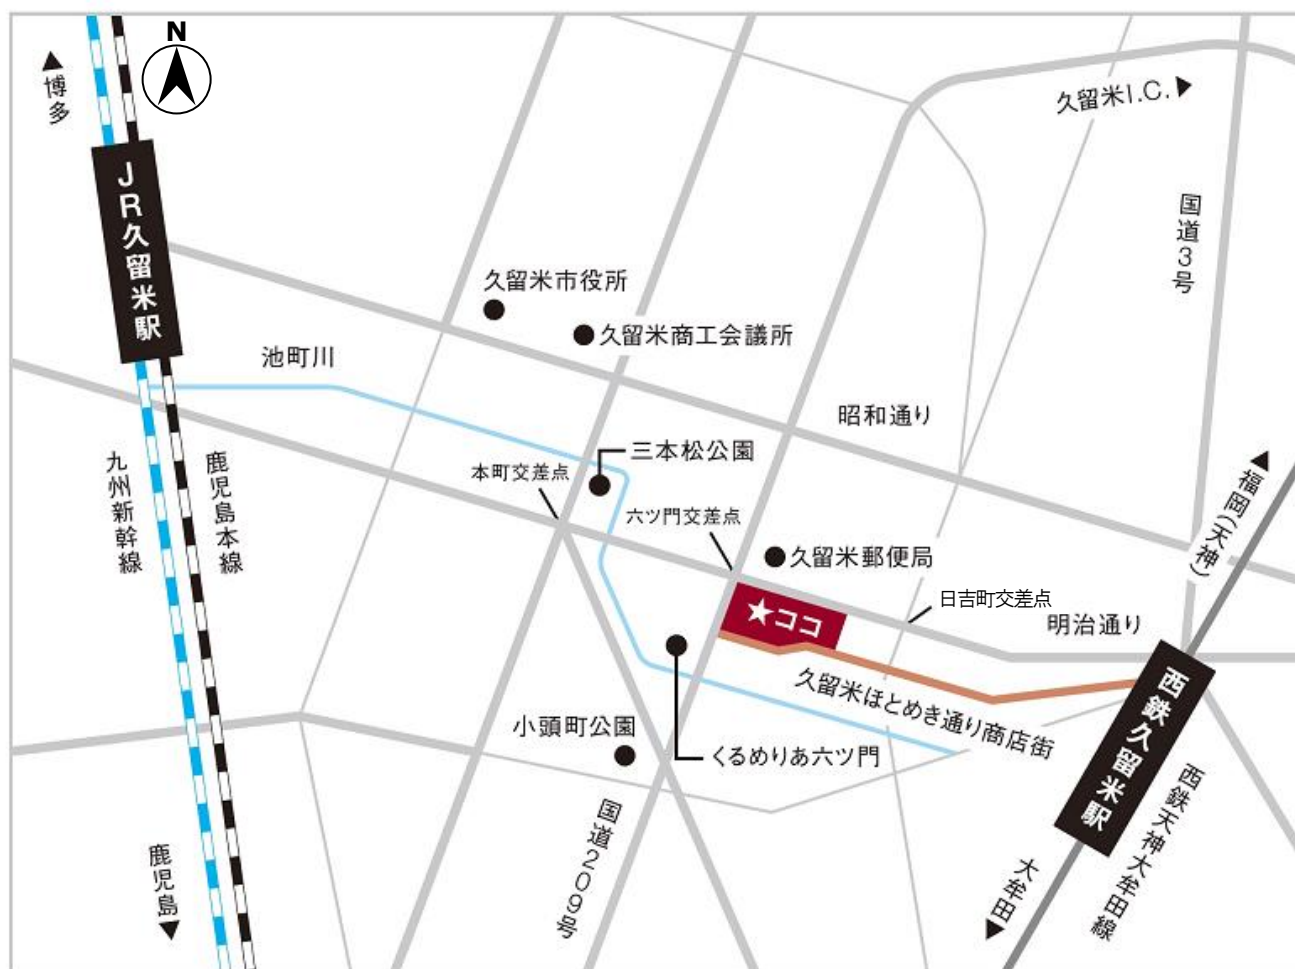 N
博多
久留米I.C.
JR久留米駅
国道3号
久留米市役所
久留米商工会議所
池町川
昭和通り
三本松公園
本町交差点
九州新幹線
鹿児島本線
福岡(天神)
六ツ門交差点
久留米郵便局
日吉町交差点
★ココ
明治通り
久留米ほとめき通り商店街
西鉄久留米駅
小頭町公園
くるめりあ六ツ門
国道209号
西鉄天神大牟田線
鹿児島
大牟田